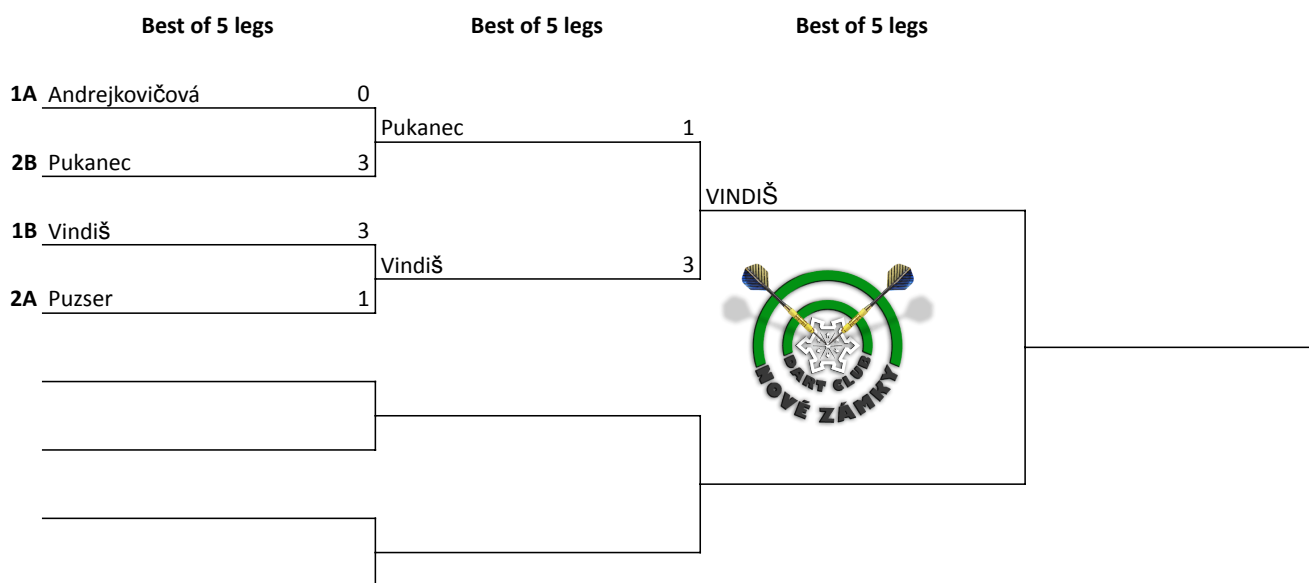 Best of 5 legs Best of 5 legs Best of 5 legs
1A Andrejkovičová 0
Pukanec 1
2B Pukanec 3
VINDIŠ
1B Vindiš 3
Vindiš 3
2A Puzser 1
DART CLUB
NOVÉ ZÁMKY